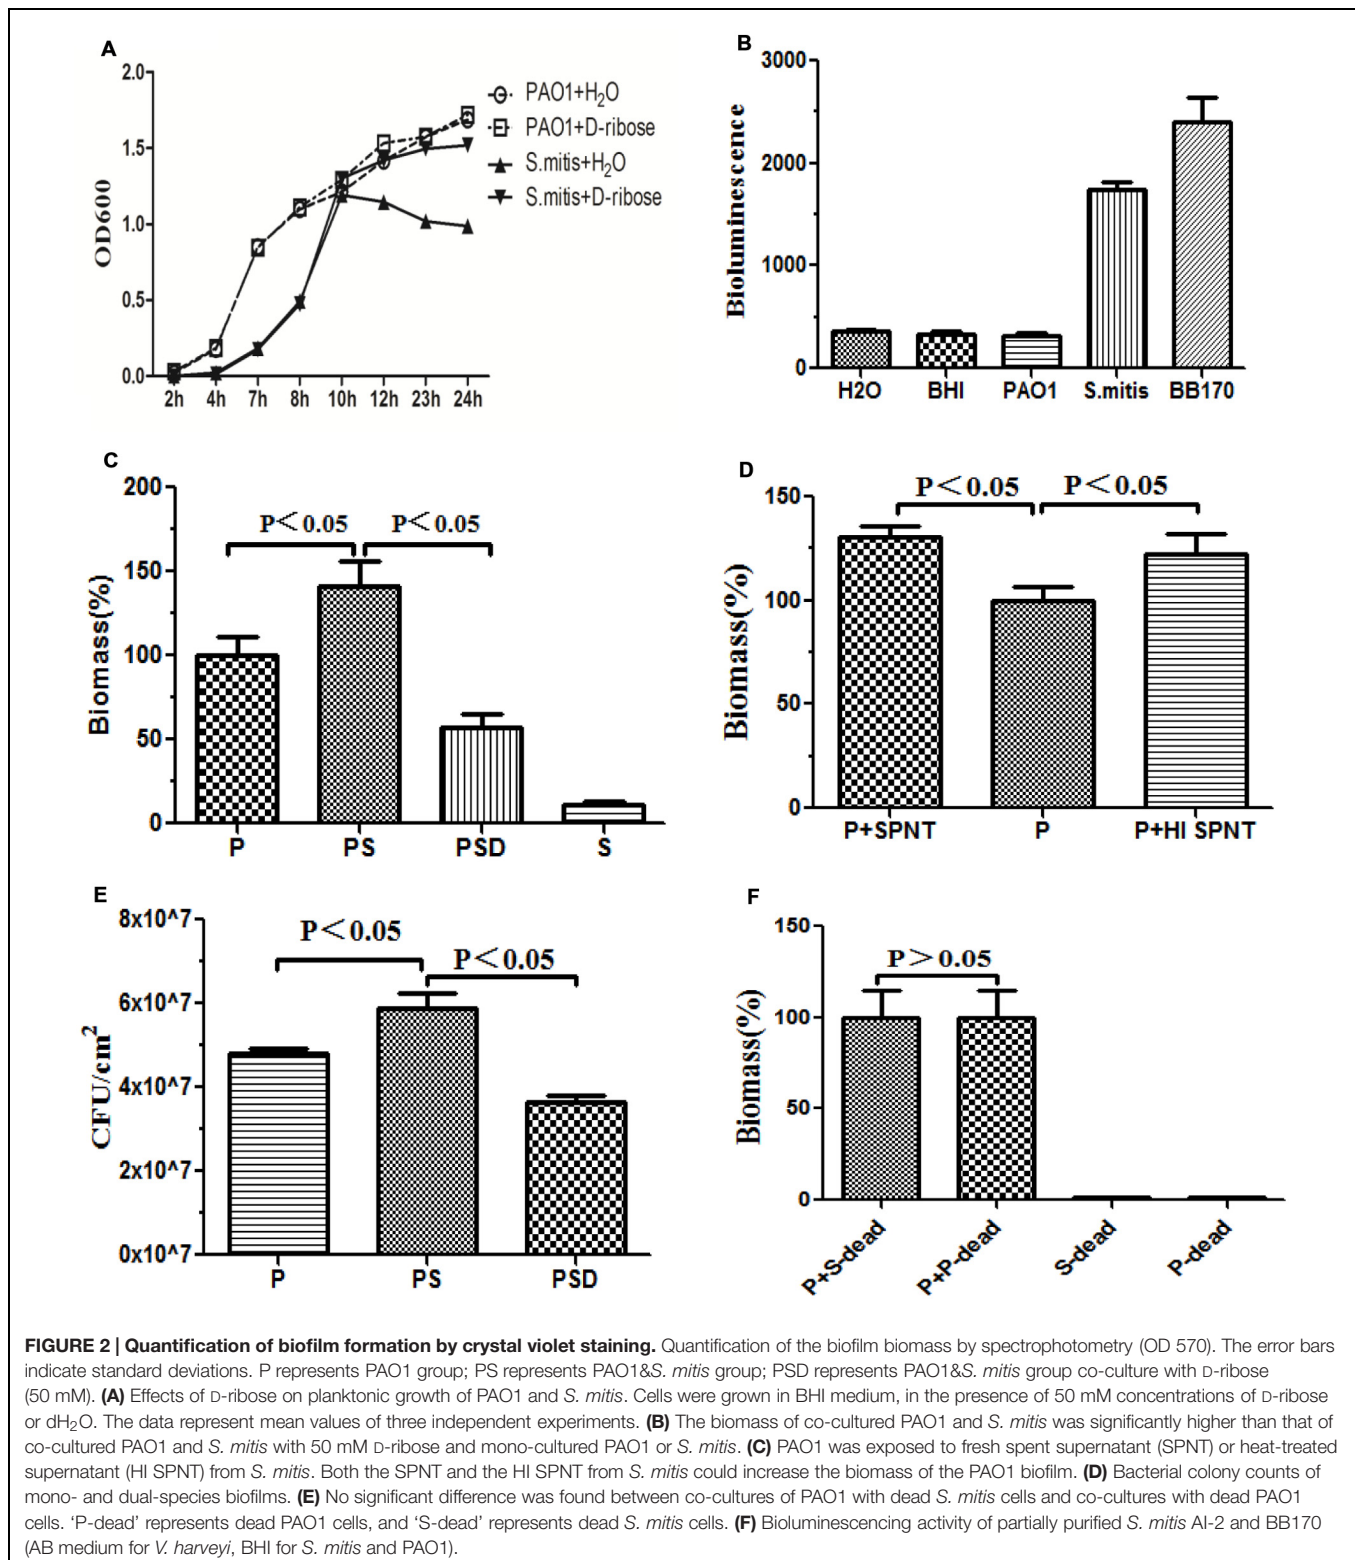 A
2.0
1.5
1.0
0.5
0.0
OD600
2h 4h 7h 8h 10h 12h 23h 24h
PAO1+H₂O
PAO1+D-ribose
S.mitis+H₂O
S.mitis+D-ribose
B
3000
2000
1000
0
Bioluminescence
H2O BHI PAO1 S.mitis BB170
C
200
150
100
50
0
Biomass(%)
P<0.05 P<0.05
P PS PSD S
D
P<0.05 P<0.05
150
100
50
0
Biomass(%)
P+SPNT P P+HI SPNT
E
8x10^7
6x10^7
4x10^7
2x10^7
0x10^7
CFU/cm²
P<0.05
P<0.05
P PS PSD
F
150
100
50
0
Biomass(%)
P>0.05
P+S-dead P+P-dead S-dead P-dead
FIGURE 2 | Quantification of biofilm formation by crystal violet staining. Quantification of the biofilm biomass by spectrophotometry (OD 570). The error bars
indicate standard deviations. P represents PAO1 group; PS represents PAO1&S. mitis group; PSD represents PAO1&S. mitis group co-culture with D-ribose
(50 mM). (A) Effects of D-ribose on planktonic growth of PAO1 and S. mitis. Cells were grown in BHI medium, in the presence of 50 mM concentrations of D-ribose
or dH₂O. The data represent mean values of three independent experiments. (B) The biomass of co-cultured PAO1 and S. mitis was significantly higher than that of
co-cultured PAO1 and S. mitis with 50 mM D-ribose and mono-cultured PAO1 or S. mitis. (C) PAO1 was exposed to fresh spent supernatant (SPNT) or heat-treated
supernatant (HI SPNT) from S. mitis. Both the SPNT and the HI SPNT from S. mitis could increase the biomass of the PAO1 biofilm. (D) Bacterial colony counts of
mono- and dual-species biofilms. (E) No significant difference was found between co-cultures of PAO1 with dead S. mitis cells and co-cultures with dead PAO1
cells. 'P-dead' represents dead PAO1 cells, and 'S-dead' represents dead S. mitis cells. (F) Bioluminescencing activity of partially purified S. mitis AI-2 and BB170
(AB medium for V. harveyi, BHI for S. mitis and PAO1).